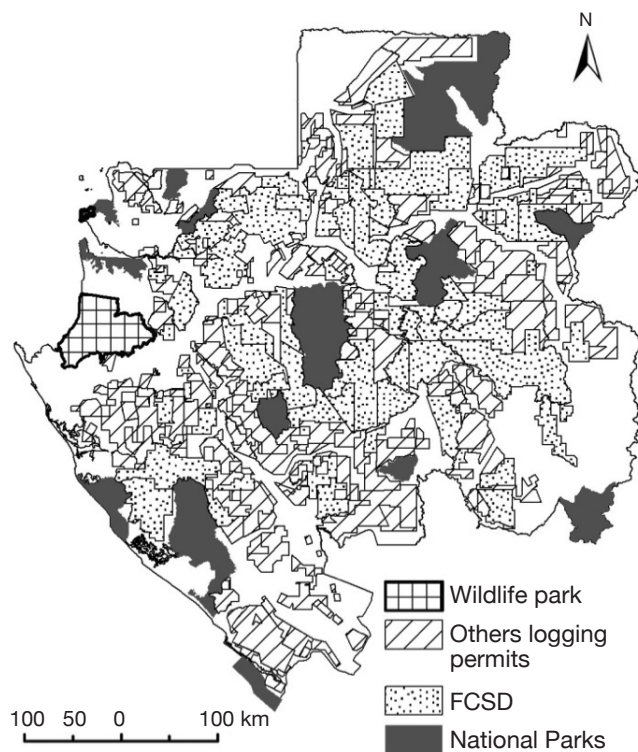 N
Wildlife park
Others logging
permits
FCSD
National Parks
100 50 0 100 km